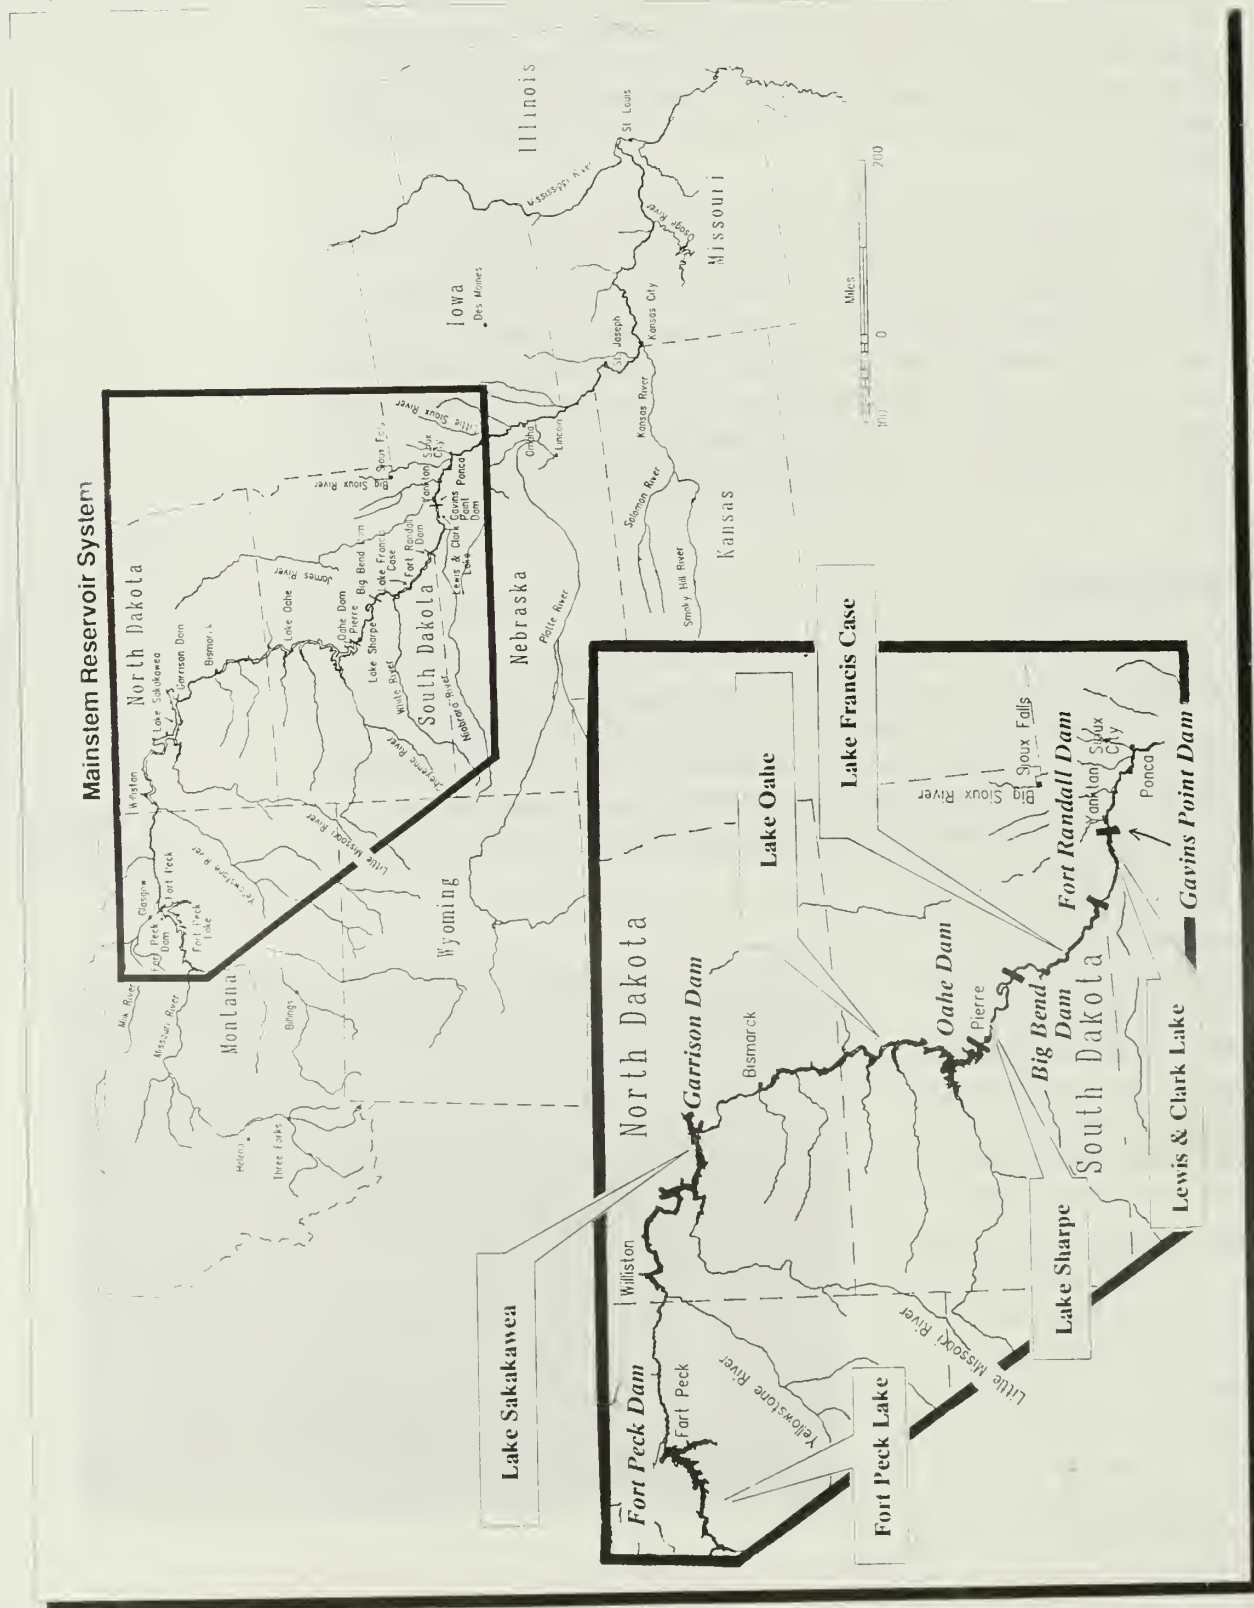 Mainstem Reservoir System
Illinois
St Louis
Mississippi River
Osage River
Missouri
Iowa
Des Moines
St Joseph
Kansas City
Miles
100
0
200
Kansas River
Solomon River
Smoky Hill River
Kansas
Little Sioux River
Omaha
Lincoln
Sioux Falls
Big Sioux River
Sioux
City
Yankton
Ponca
Gavins
Point
Dam
Lewis & Clark
Lake
Fort Randall
Dam
Lake Francis
Case
Big Bend Dam
James River
North Dakota
Lake Oahe
Oahe Dam
Pierre
Lake Sharpe
White River
South Dakota
Niobrara River
Cheyenne River
Nebraska
Platte River
Bismarck
Garrison Dam
Lake Sakakawea
Williston
Little Missouri River
Yellowstone River
Wyoming
Glasgow
Fort Peck
Fort Peck
Dam
Fort Peck
Lake
Milk River
Missouri River
Montana
Billings
Helena
Three Forks
Lake Sakakawea
Lake Oahe
Lake Francis Case
North Dakota
Garrison Dam
Bismarck
Williston
Fort Peck Dam
Fort Peck
Yellowstone River
Little Missouri River
Fort Peck Lake
Oahe Dam
Pierre
Big Bend
Dam
South Dakota
Lake Sharpe
Lewis & Clark Lake
Big Sioux River
Sioux Falls
Fort Randall Dam
Yankton
Sioux
City
Ponca
Gavins Point Dam